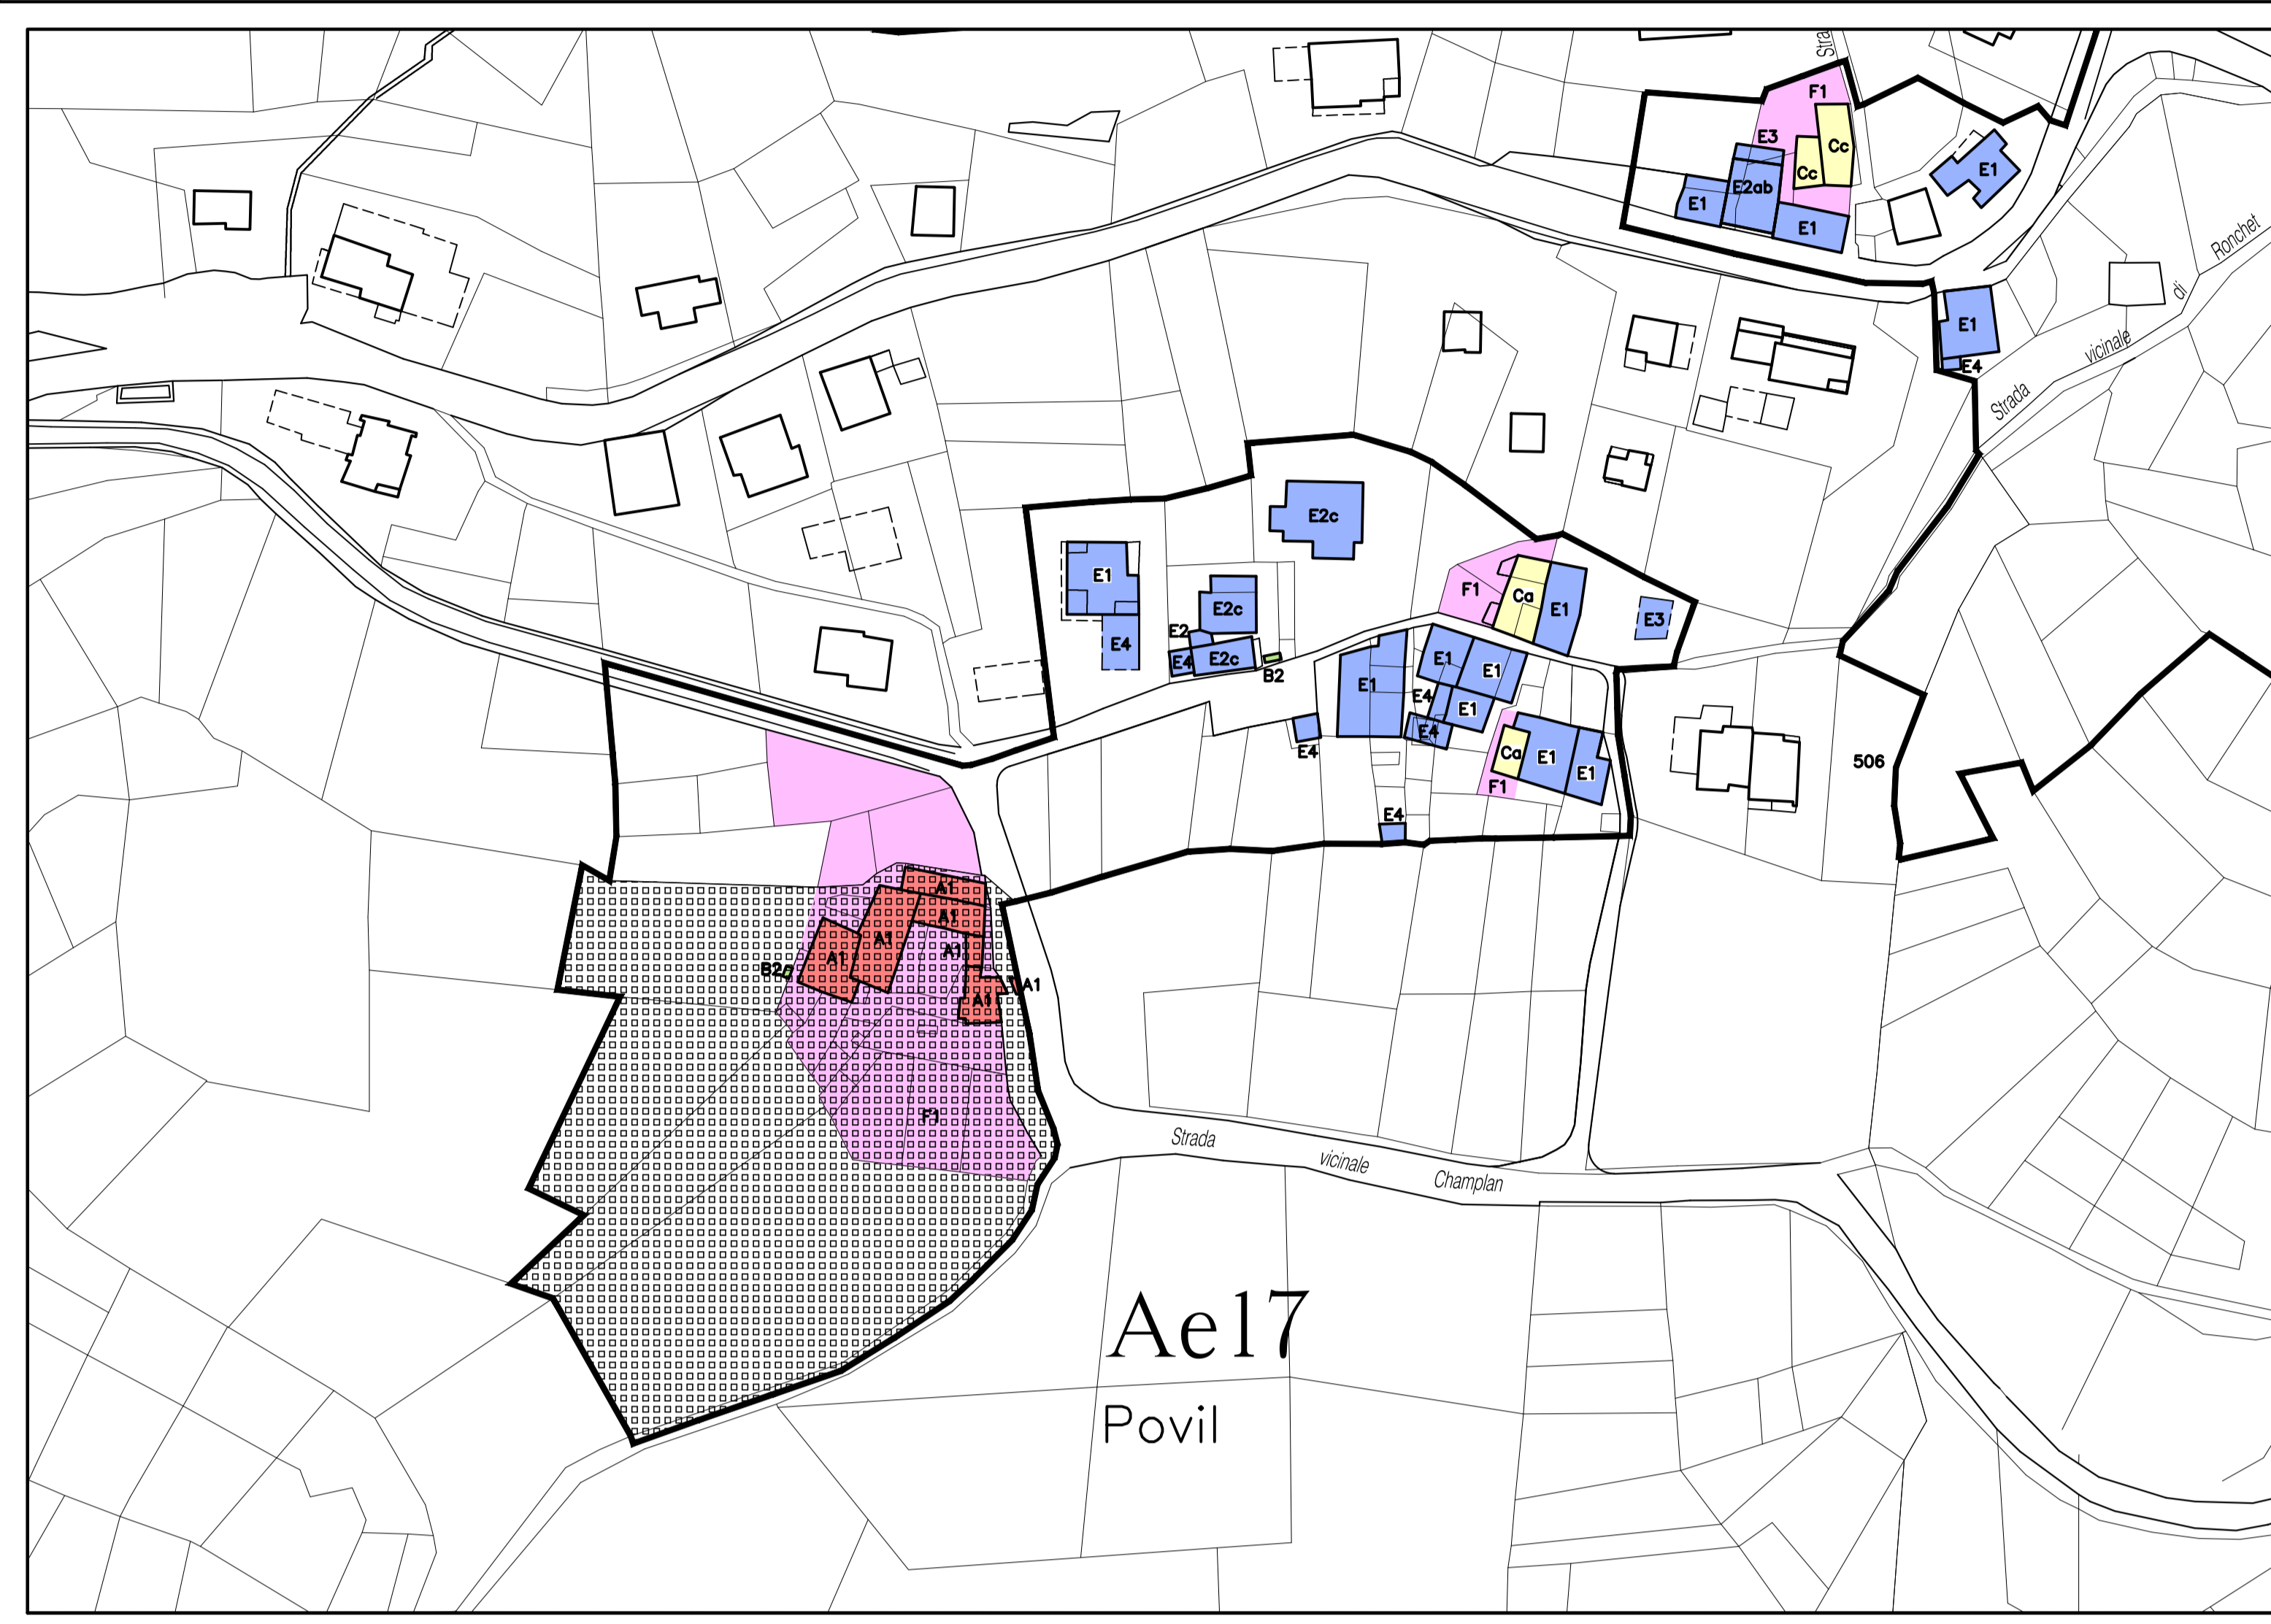 Stra
F1
E3
Cc
Cc
E2ab
E1
E1
E1
Ronchet
di
vicinale
Strada
E1
E4
E2c
E1
E2c
E4
E2
E4
E2c
B2
F1
Ca
E1
E3
E1
E1
E1
E4
E1
E4
E4
Ca
E1
E1
F1
E4
506
A1
A1
A1
A1
A1
A1
A1
B2
F1
Strada
vicinale
Champlan
Ae17
Povil